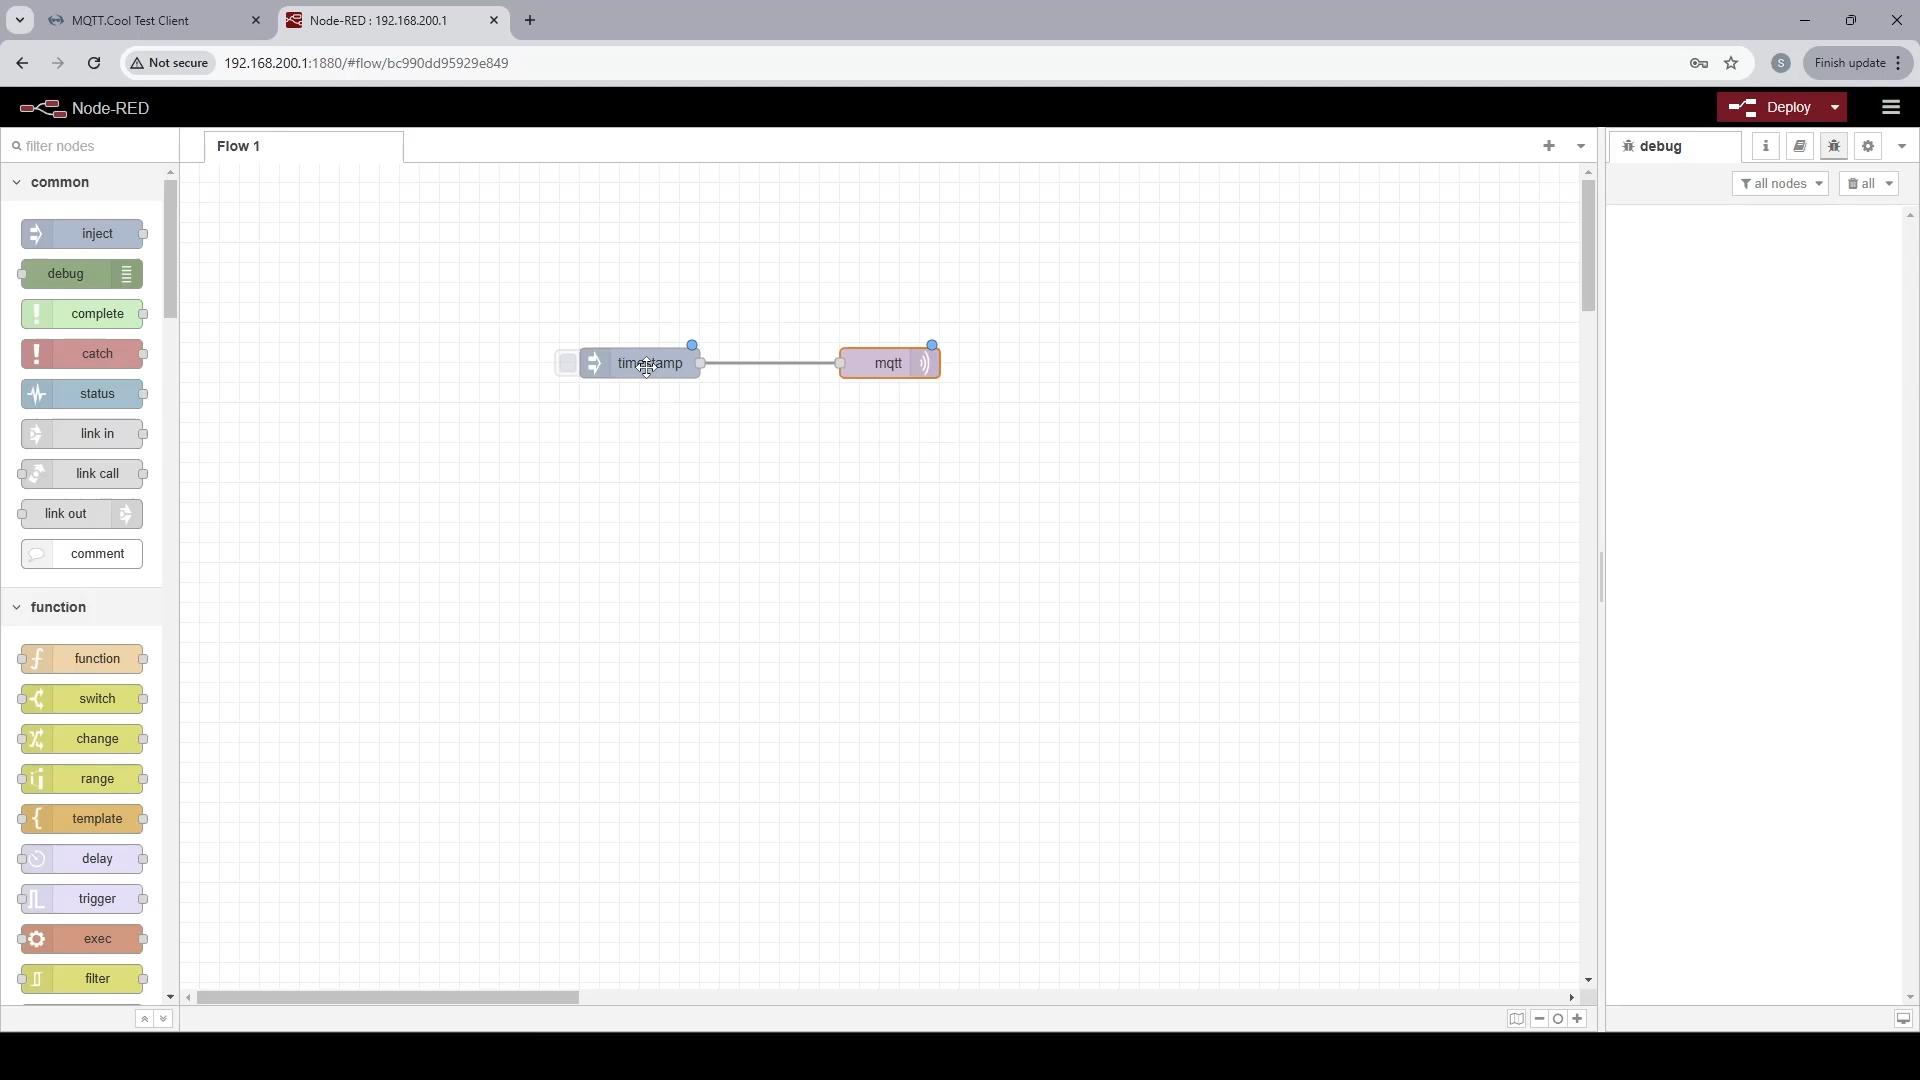 MQTT.Cool Test Client
Node-RED : 192.168.200.1
Not secure
192.168.200.1:1880/#flow/bc990dd95929e849
S
Finish update
Node-RED
Deploy
filter nodes
Flow 1
debug
all nodes
all
common
inject
debug
complete
catch
status
link in
link call
link out
comment
timestamp
mqtt
function
function
switch
change
range
template
delay
trigger
exec
filter